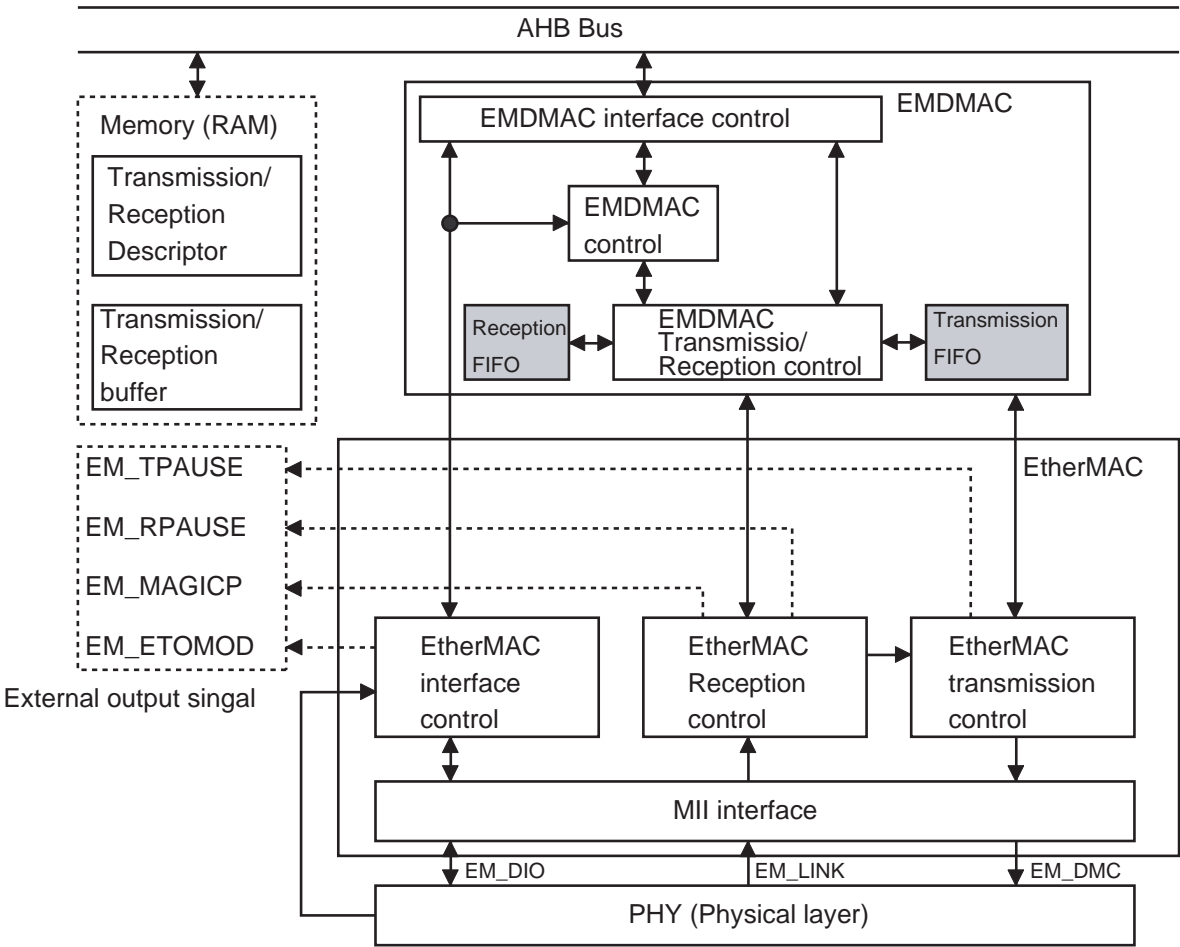 AHB Bus
Memory (RAM)
Transmission/
Reception
Descriptor
Transmission/
Reception
buffer
EMDMAC
EMDMAC interface control
EMDMAC
control
Reception
FIFO
EMDMAC
Transmissio/
Reception control
Transmission
FIFO
EM_TPAUSE
EM_RPAUSE
EM_MAGICP
EM_ETOMOD
External output singal
EtherMAC
EtherMAC
interface
control
EtherMAC
Reception
control
EtherMAC
transmission
control
MII interface
EM_DIO
EM_LINK
EM_DMC
PHY (Physical layer)